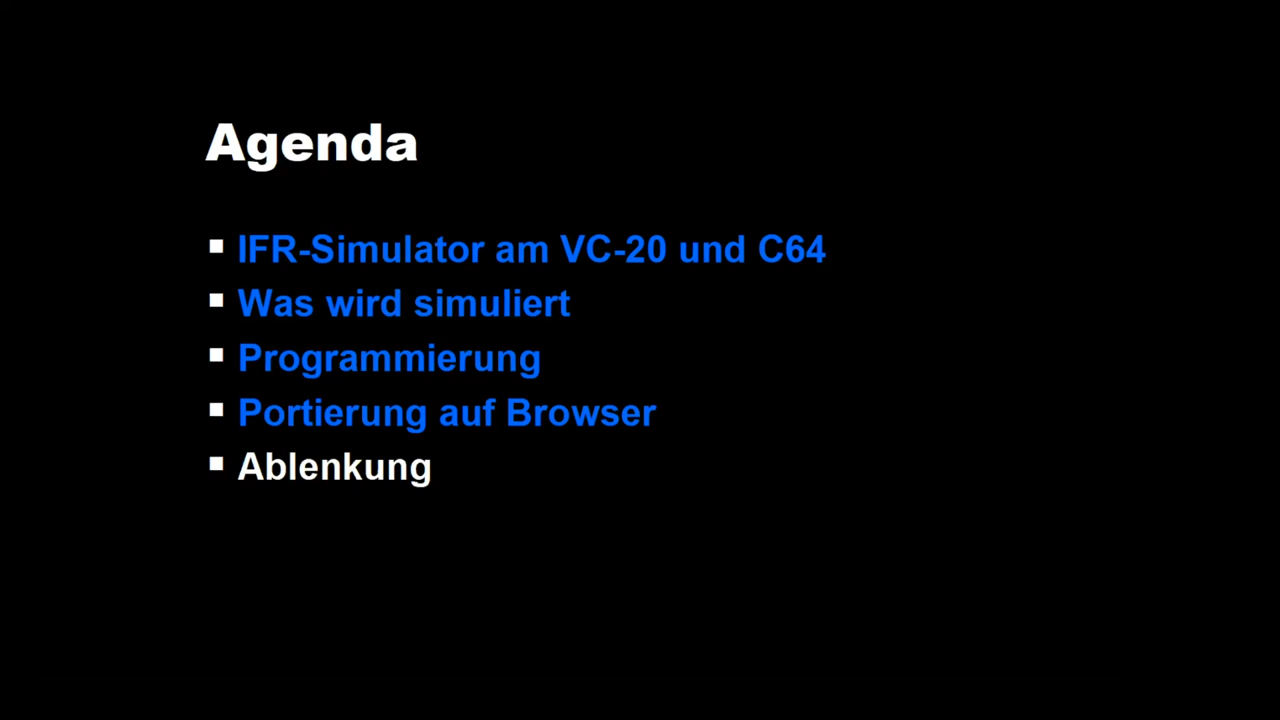 Agenda
IFR-Simulator am VC-20 und C64
Was wird simuliert
Programmierung
Portierung auf Browser
Ablenkung